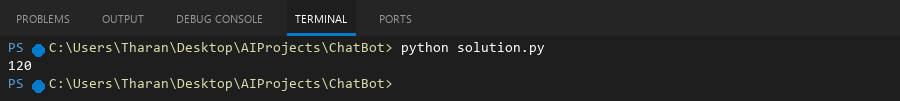 PROBLEMS OUTPUT DEBUG CONSOLE TERMINAL PORTS
PS C:\Users\Tharan\Desktop\AIProjects\ChatBot> python solution.py
120
PS C:\Users\Tharan\Desktop\AIProjects\ChatBot>